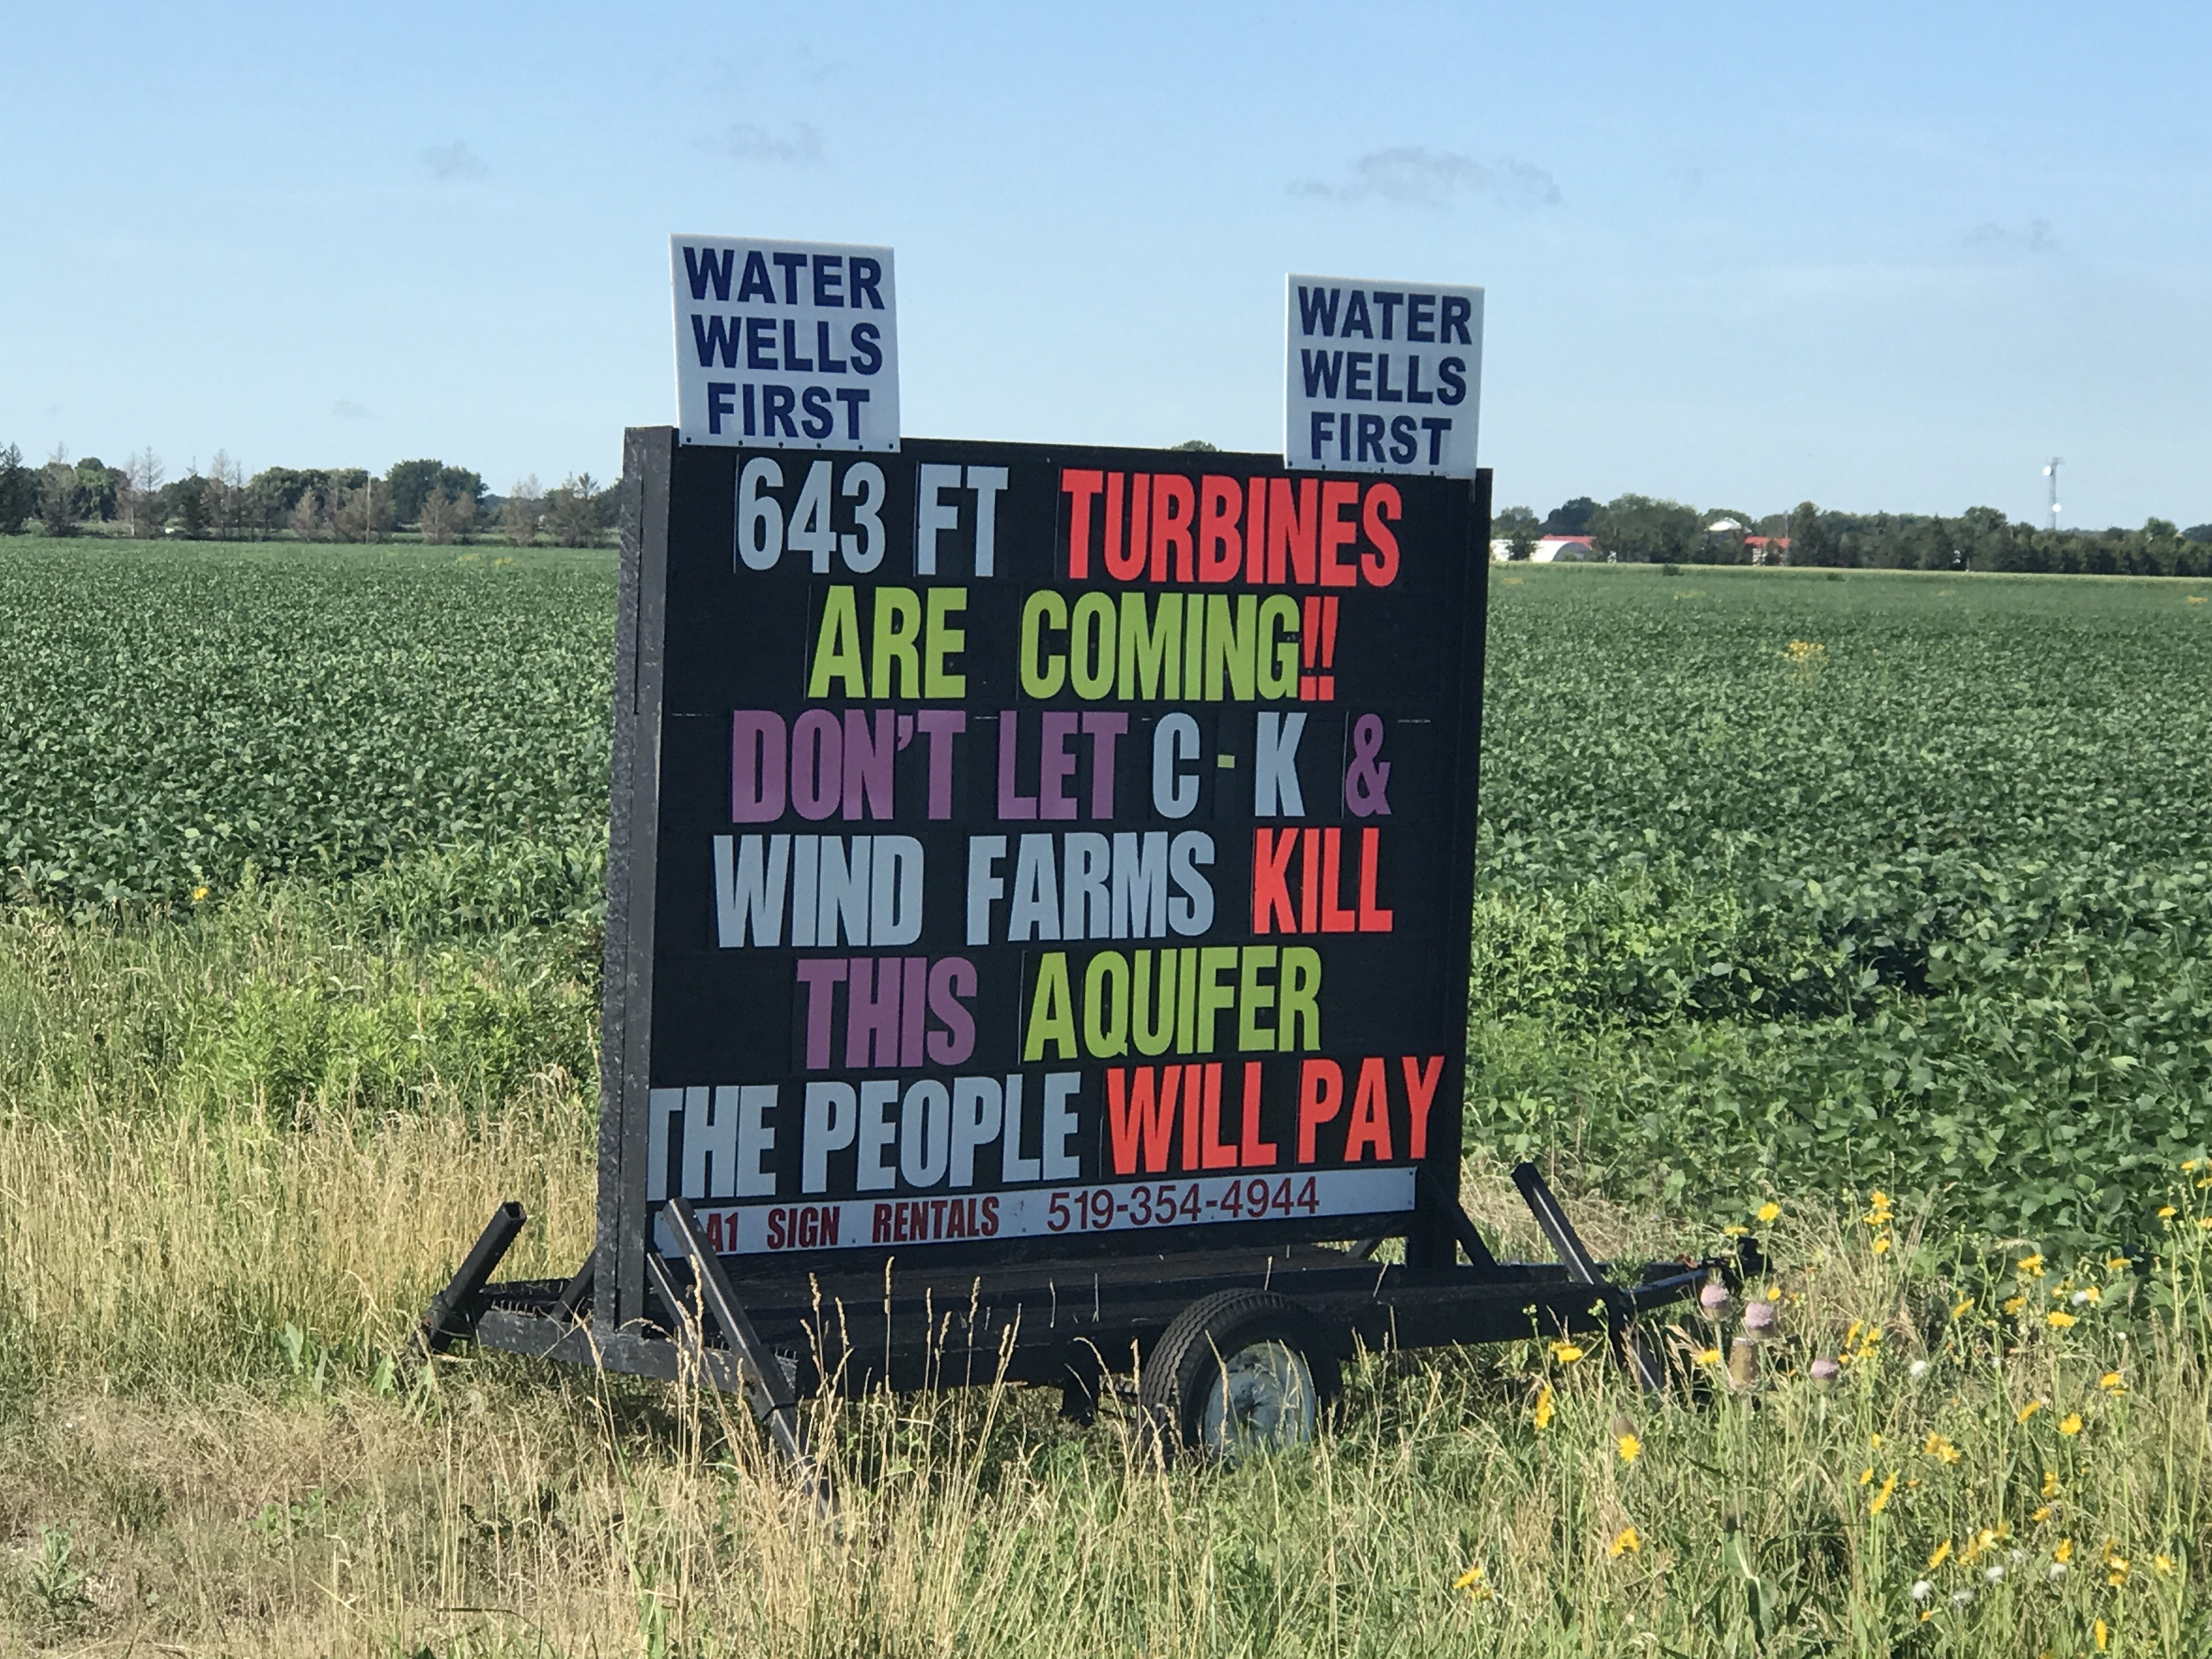 WATER
WELLS
FIRST
WATER
WELLS
FIRST
643 FT TURBINES
ARE COMING!!
DON'T LET C-K &
WIND FARMS KILL
THIS AQUIFER
THE PEOPLE WILL PAY
A1 SIGN RENTALS 519-354-4944